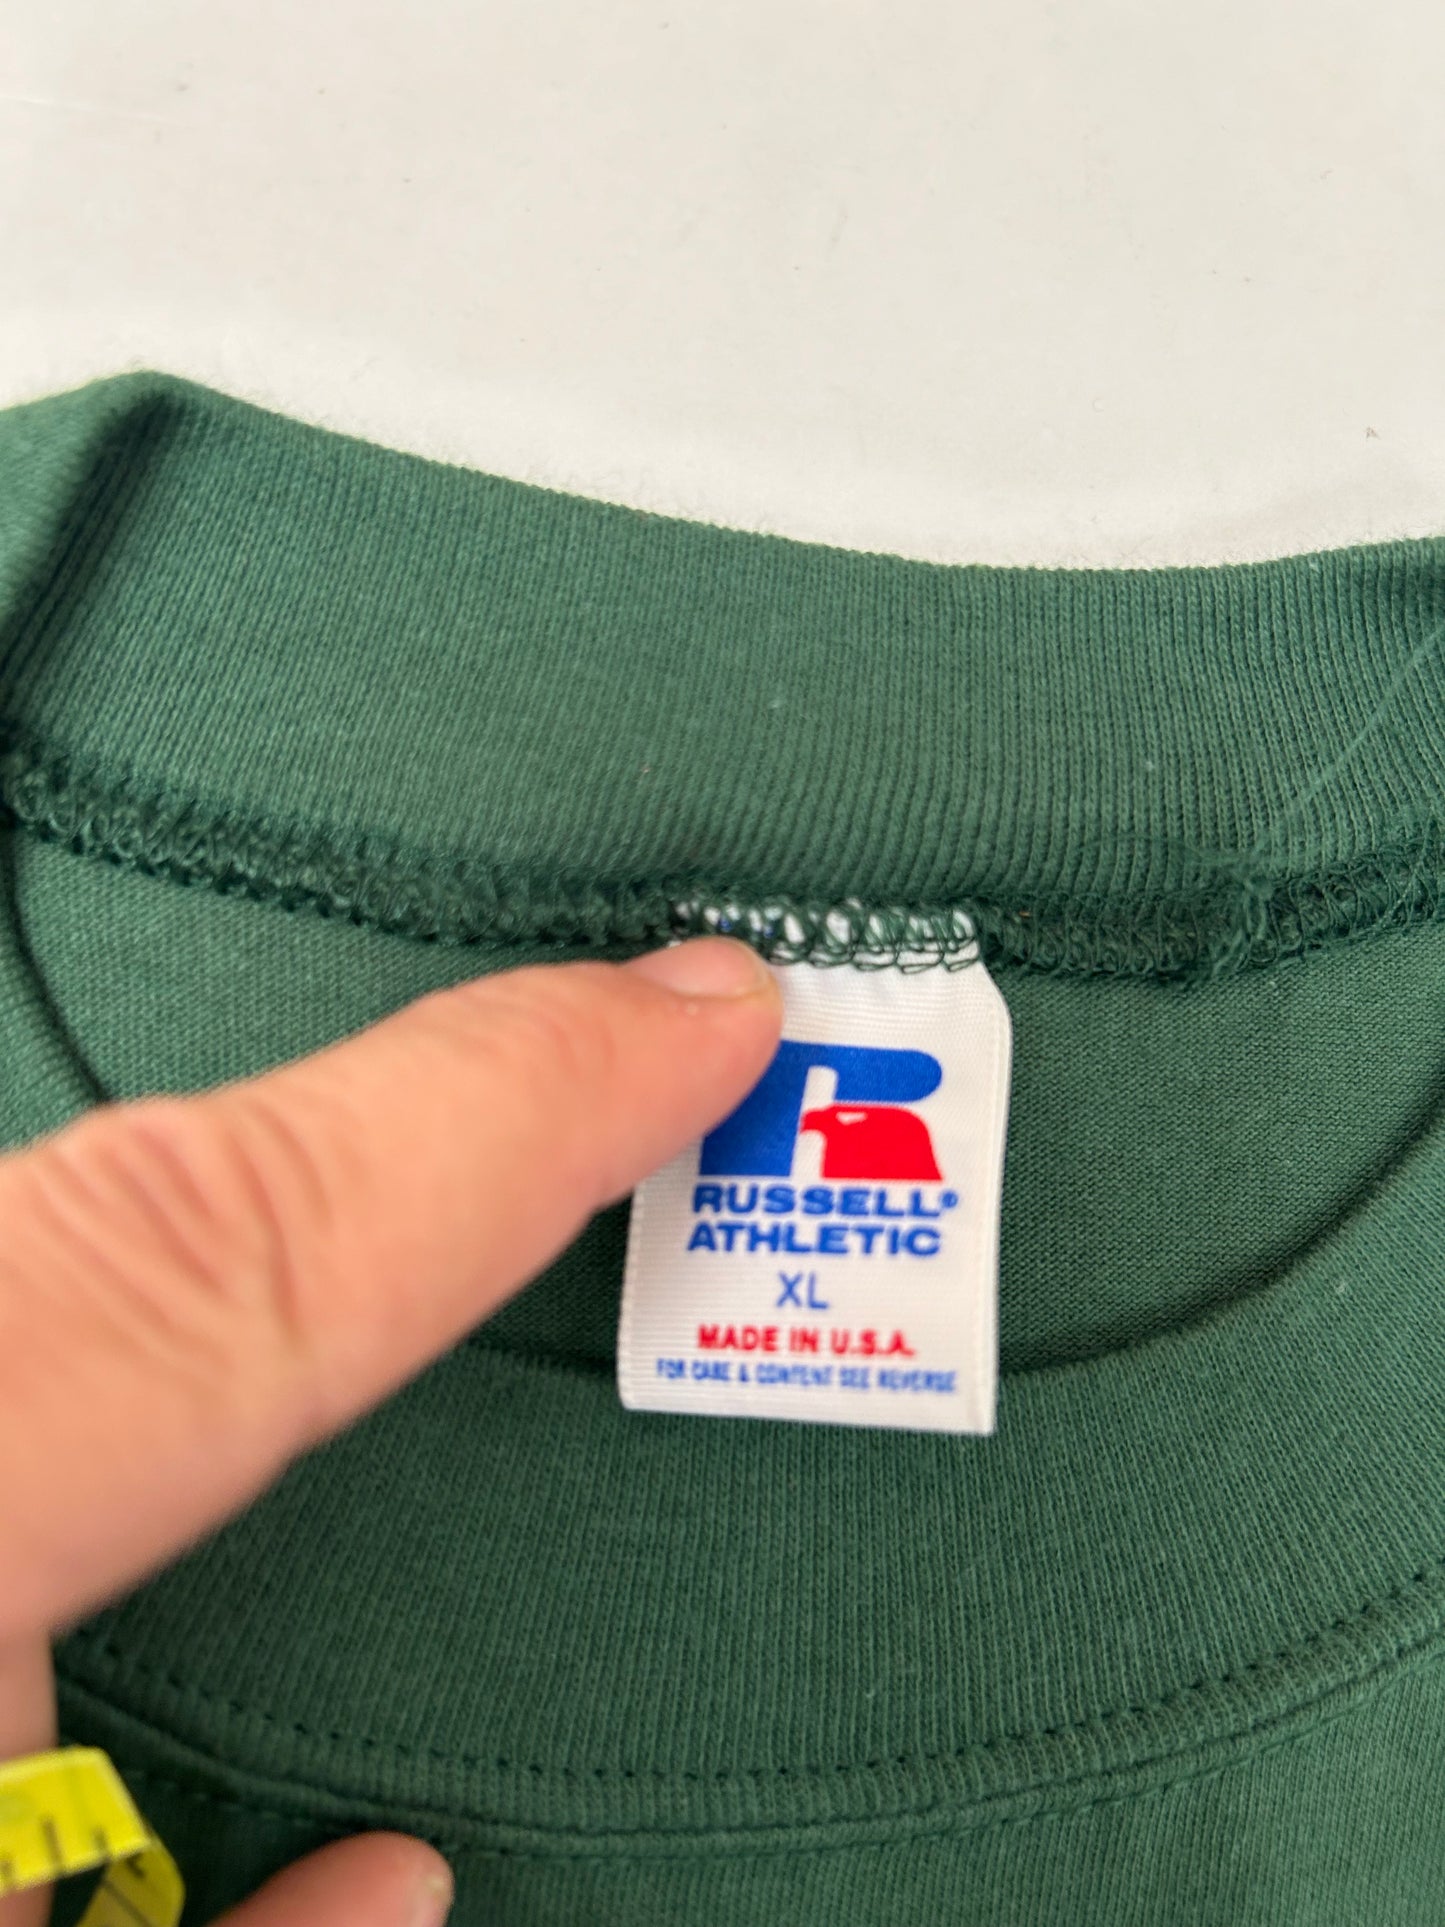 RUSSELL®
ATHLETIC
XL
MADE IN U.S.A.
FOR CARE & CONTENT SEE REVERSE